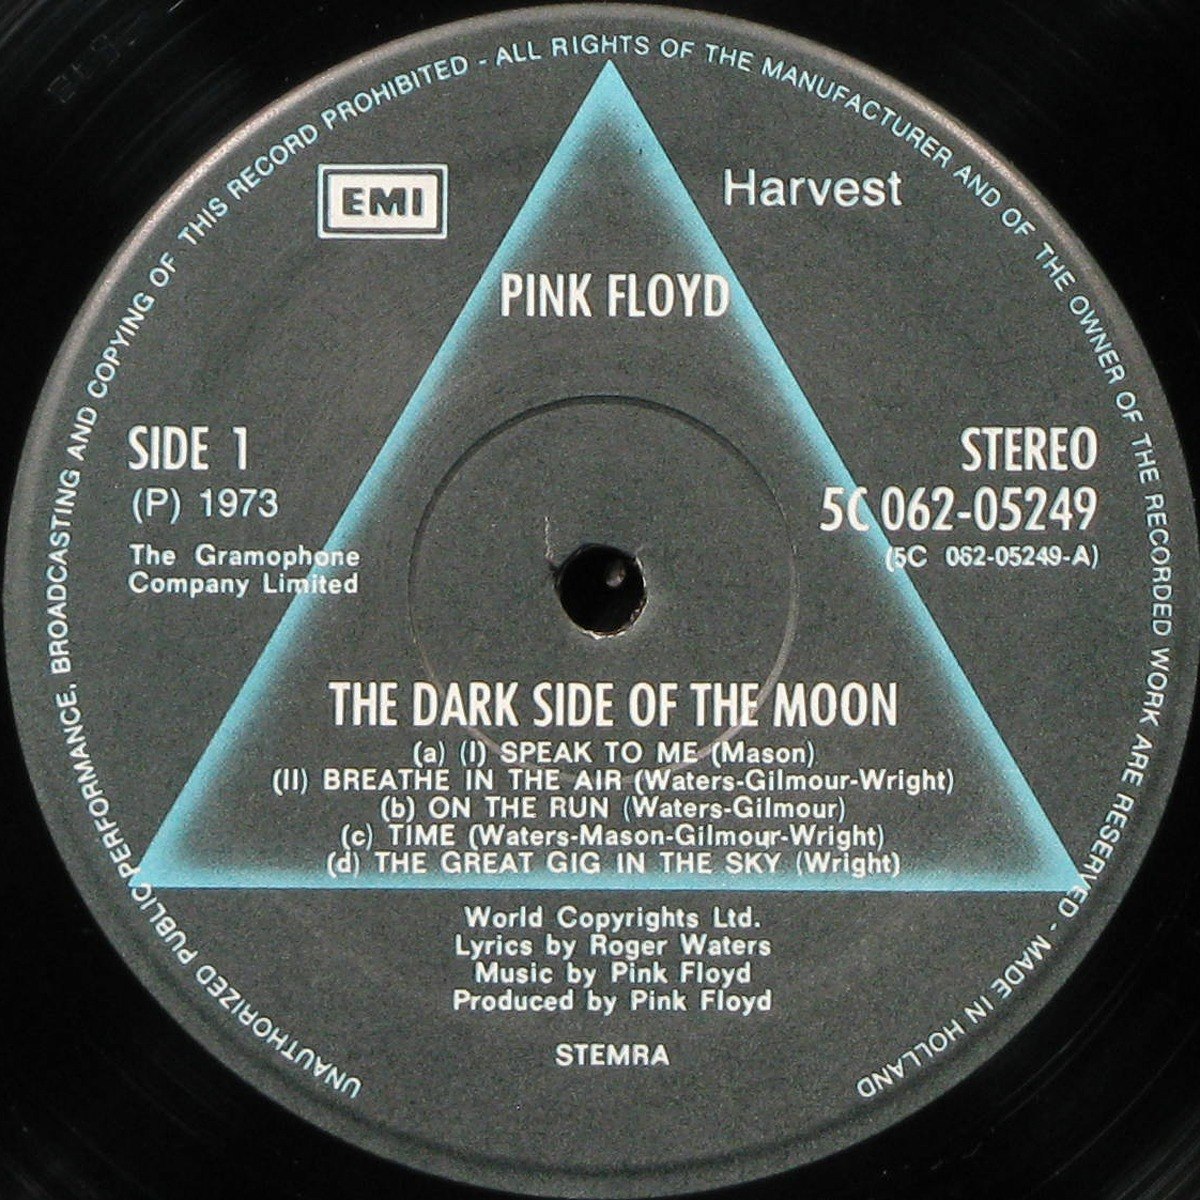 UNAUTHORIZED PUBLIC PERFORMANCE, BROADCASTING AND COPYING OF THIS RECORD PROHIBITED - ALL RIGHTS OF THE MANUFACTURER AND OF THE OWNER OF THE RECORDED WORK ARE RESERVED - MADE IN HOLLAND
EMI
Harvest
PINK FLOYD
SIDE 1
(P) 1973
The Gramophone
Company Limited
STEREO
5C 062-05249
(5C 062-05249-A)
THE DARK SIDE OF THE MOON
(a) (I) SPEAK TO ME (Mason)
(II) BREATHE IN THE AIR (Waters-Gilmour-Wright)
(b) ON THE RUN (Waters-Gilmour)
(c) TIME (Waters-Mason-Gilmour-Wright)
(d) THE GREAT GIG IN THE SKY (Wright)
World Copyrights Ltd.
Lyrics by Roger Waters
Music by Pink Floyd
Produced by Pink Floyd
STEMRA